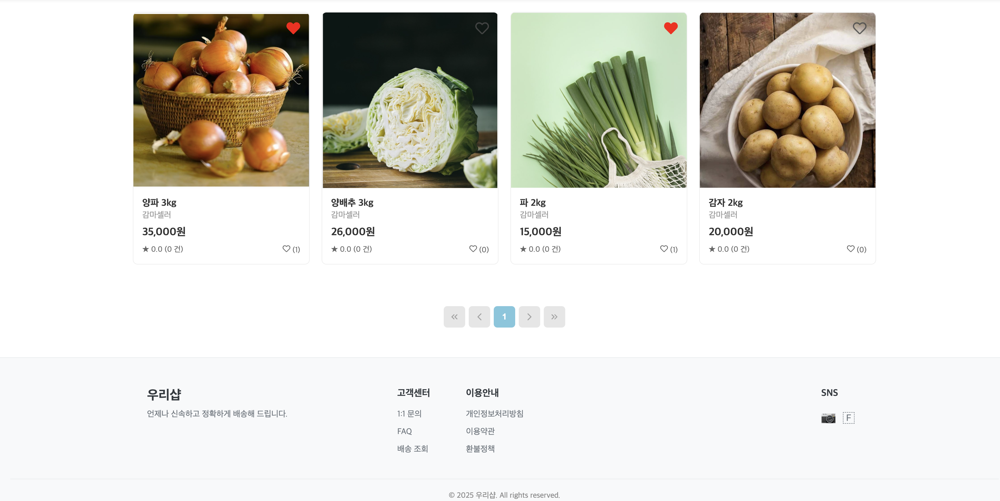 양파 3kg
감마셀러
35,000원
★ 0.0 (0 건) ♡ (1)
양배추 3kg
감마셀러
26,000원
★ 0.0 (0 건) ♡ (0)
파 2kg
감마셀러
15,000원
★ 0.0 (0 건) ♡ (1)
감자 2kg
감마셀러
20,000원
★ 0.0 (0 건) ♡ (0)
« < 1 > »
우리샵
언제나 신속하고 정확하게 배송해 드립니다.
고객센터
1:1 문의
FAQ
배송 조회
이용안내
개인정보처리방침
이용약관
환불정책
SNS
F
© 2025 우리샵. All rights reserved.